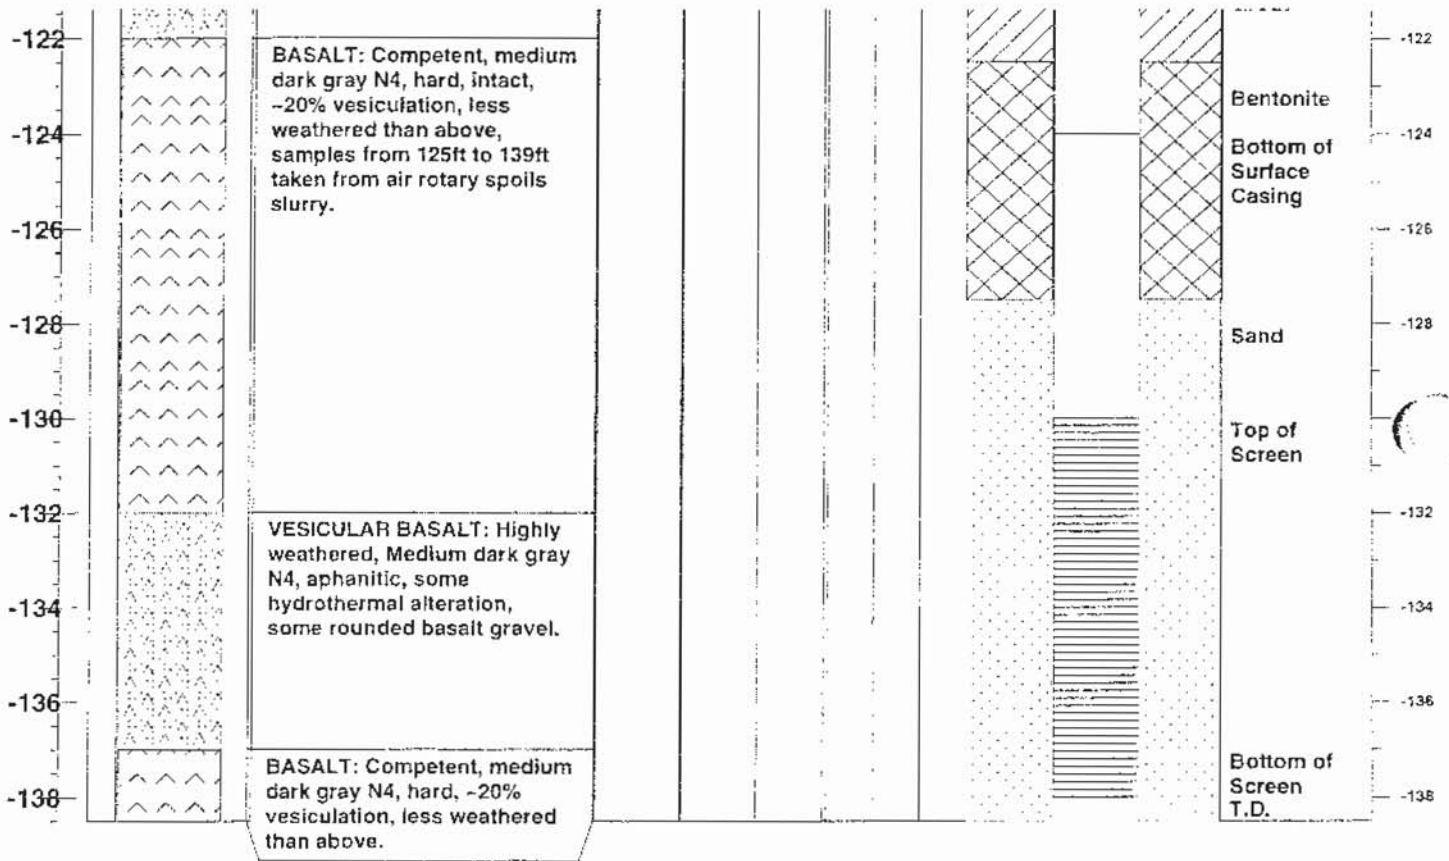 -122
-124
-126
-128
-130
-132
-134
-136
-138
BASALT: Competent, medium
dark gray N4, hard, intact,
~20% vesiculation, less
weathered than above,
samples from 125ft to 139ft
taken from air rotary spoils
slurry.
VESICULAR BASALT: Highly
weathered, Medium dark gray
N4, aphanitic, some
hydrothermal alteration,
some rounded basalt gravel.
BASALT: Competent, medium
dark gray N4, hard, ~20%
vesiculation, less weathered
than above.
Bentonite
Bottom of
Surface
Casing
Sand
Top of
Screen
Bottom of
Screen
T.D.
-122
-124
-126
-128
-132
-134
-136
-138